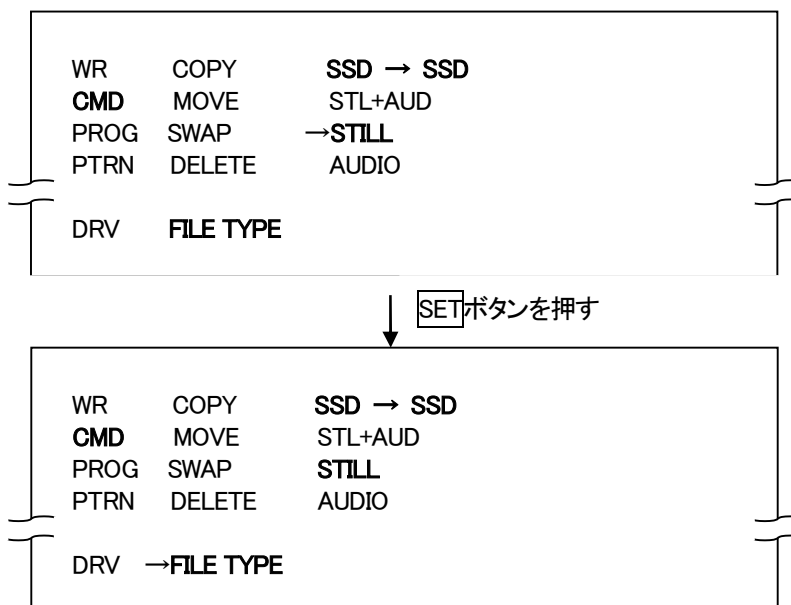 WR COPY SSD → SSD
CMD MOVE STL+AUD
PROG SWAP →STILL
PTRN DELETE AUDIO
DRV FILE TYPE
SETボタンを押す
WR COPY SSD → SSD
CMD MOVE STL+AUD
PROG SWAP STILL
PTRN DELETE AUDIO
DRV →FILE TYPE